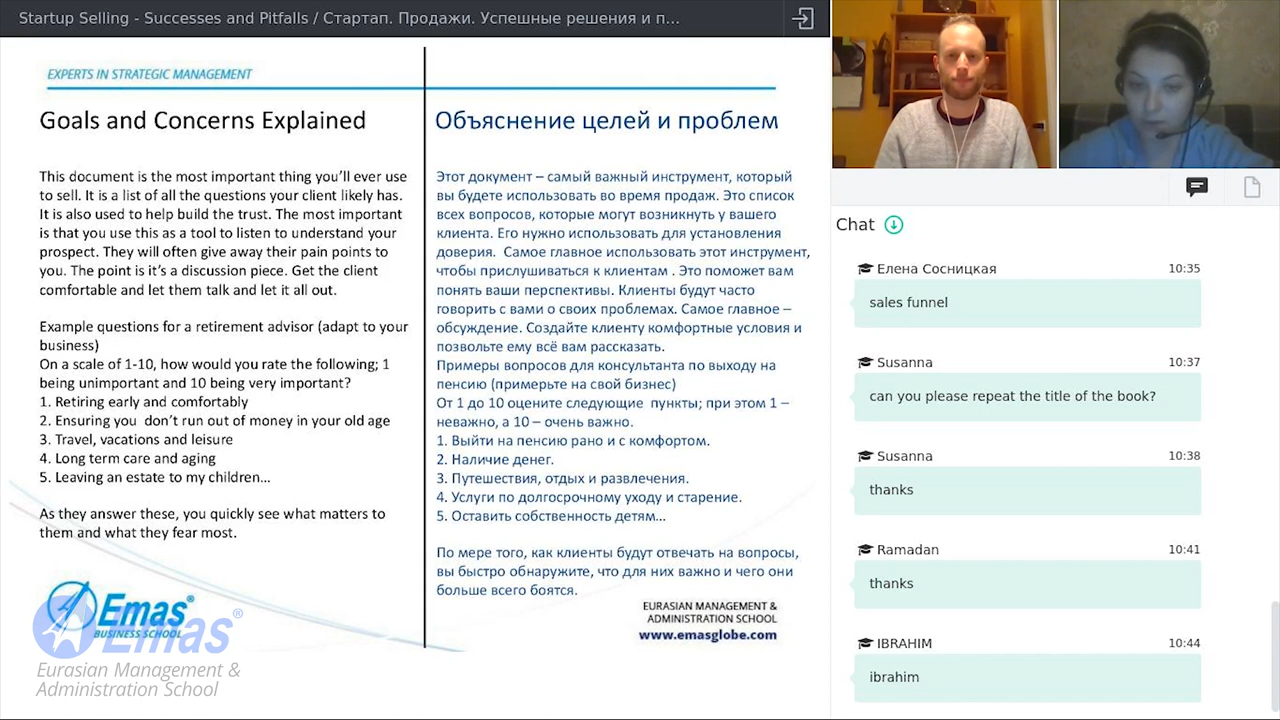 Startup Selling - Successes and Pitfalls / Стартап. Продажи. Успешные решения и п...
EXPERTS IN STRATEGIC MANAGEMENT
Goals and Concerns Explained
This document is the most important thing you'll ever use
to sell. It is a list of all the questions your client likely has.
It is also used to help build the trust. The most important
is that you use this as a tool to listen to understand your
prospect. They will often give away their pain points to
you. The point is it's a discussion piece. Get the client
comfortable and let them talk and let it all out.
Example questions for a retirement advisor (adapt to your
business)
On a scale of 1-10, how would you rate the following; 1
being unimportant and 10 being very important?
1. Retiring early and comfortably
2. Ensuring you don't run out of money in your old age
3. Travel, vacations and leisure
4. Long term care and aging
5. Leaving an estate to my children...
As they answer these, you quickly see what matters to
them and what they fear most.
Объяснение целей и проблем
Этот документ – самый важный инструмент, который
вы будете использовать во время продаж. Это список
всех вопросов, которые могут возникнуть у вашего
клиента. Его нужно использовать для установления
доверия. Самое главное использовать этот инструмент,
чтобы прислушиваться к клиентам . Это поможет вам
понять ваши перспективы. Клиенты будут часто
говорить с вами о своих проблемах. Самое главное –
обсуждение. Создайте клиенту комфортные условия и
позвольте ему всё вам рассказать.
Примеры вопросов для консультанта по выходу на
пенсию (примерьте на свой бизнес)
От 1 до 10 оцените следующие пункты; при этом 1 –
неважно, а 10 – очень важно.
1. Выйти на пенсию рано и с комфортом.
2. Наличие денег.
3. Путешествия, отдых и развлечения.
4. Услуги по долгосрочному уходу и старение.
5. Оставить собственность детям...
По мере того, как клиенты будут отвечать на вопросы,
вы быстро обнаружите, что для них важно и чего они
больше всего боятся.
Emas®
BUSINESS SCHOOL
Emas®
Eurasian Management &
Administration School
EURASIAN MANAGEMENT &
ADMINISTRATION SCHOOL
www.emasglobe.com
Chat
Елена Сосницкая 10:35
sales funnel
Susanna 10:37
can you please repeat the title of the book?
Susanna 10:38
thanks
Ramadan 10:41
thanks
IBRAHIM 10:44
ibrahim